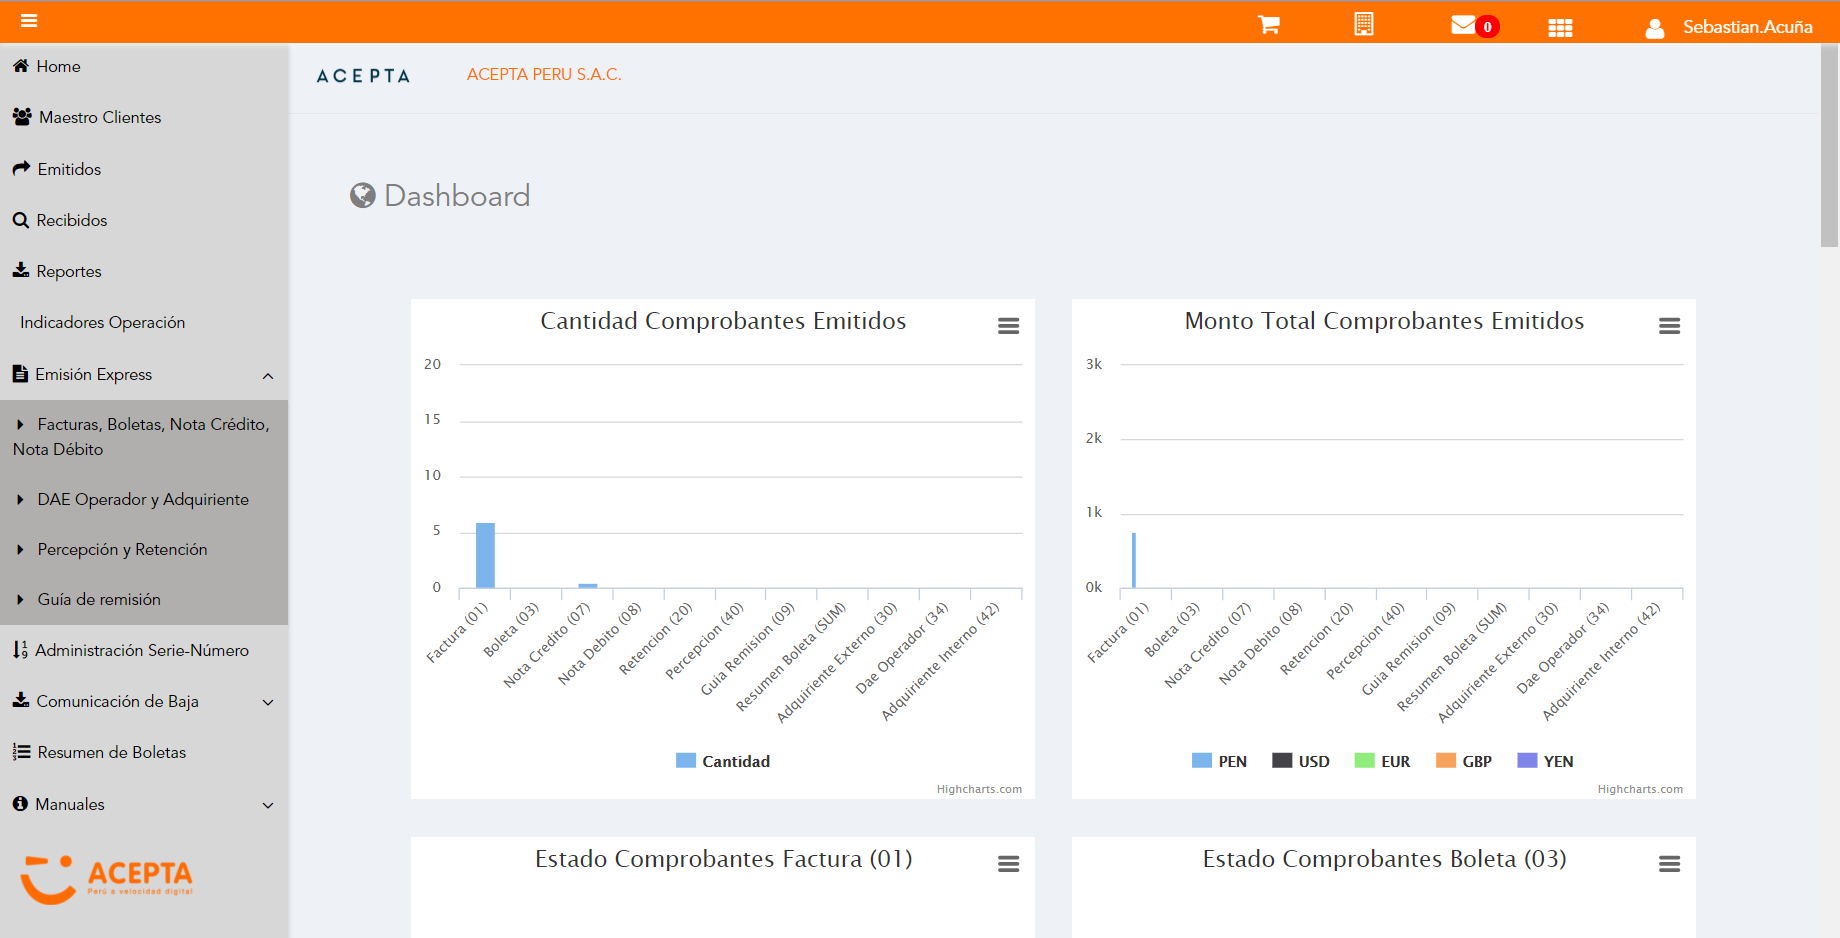 0
Sebastian.Acuña
Home
Maestro Clientes
Emitidos
Recibidos
Reportes
Indicadores Operación
Emisión Express
Facturas, Boletas, Nota Crédito,
Nota Débito
DAE Operador y Adquiriente
Percepción y Retención
Guía de remisión
Administración Serie-Número
Comunicación de Baja
Resumen de Boletas
Manuales
ACEPTA
Perú a velocidad digital
ACEPTA
ACEPTA PERU S.A.C.
Dashboard
Cantidad Comprobantes Emitidos
20
15
10
5
0
Factura (01)
Boleta (03)
Nota Credito (07)
Nota Debito (08)
Retencion (20)
Percepcion (40)
Guia Remision (09)
Resumen Boleta (SUM)
Adquiriente Externo (30)
Dae Operador (34)
Adquiriente Interno (42)
Cantidad
Highcharts.com
Monto Total Comprobantes Emitidos
3k
2k
1k
0k
Factura (01)
Boleta (03)
Nota Credito (07)
Nota Debito (08)
Retencion (20)
Percepcion (40)
Guia Remision (09)
Resumen Boleta (SUM)
Adquiriente Externo (30)
Dae Operador (34)
Adquiriente Interno (42)
PEN USD EUR GBP YEN
Highcharts.com
Estado Comprobantes Factura (01)
Estado Comprobantes Boleta (03)